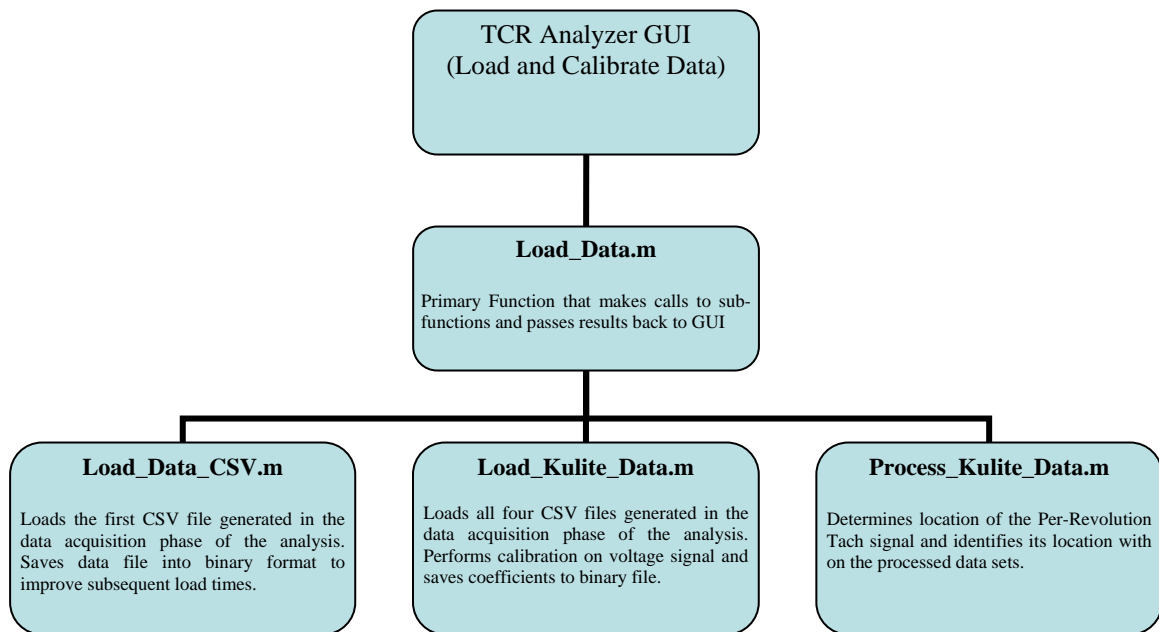 TCR Analyzer GUI
(Load and Calibrate Data)
Load_Data.m
Primary Function that makes calls to sub-
functions and passes results back to GUI
Load_Data_CSV.m
Loads the first CSV file generated in the
data acquisition phase of the analysis.
Saves data file into binary format to
improve subsequent load times.
Load_Kulite_Data.m
Loads all four CSV files generated in the
data acquisition phase of the analysis.
Performs calibration on voltage signal and
saves coefficients to binary file.
Process_Kulite_Data.m
Determines location of the Per-Revolution
Tach signal and identifies its location with
on the processed data sets.